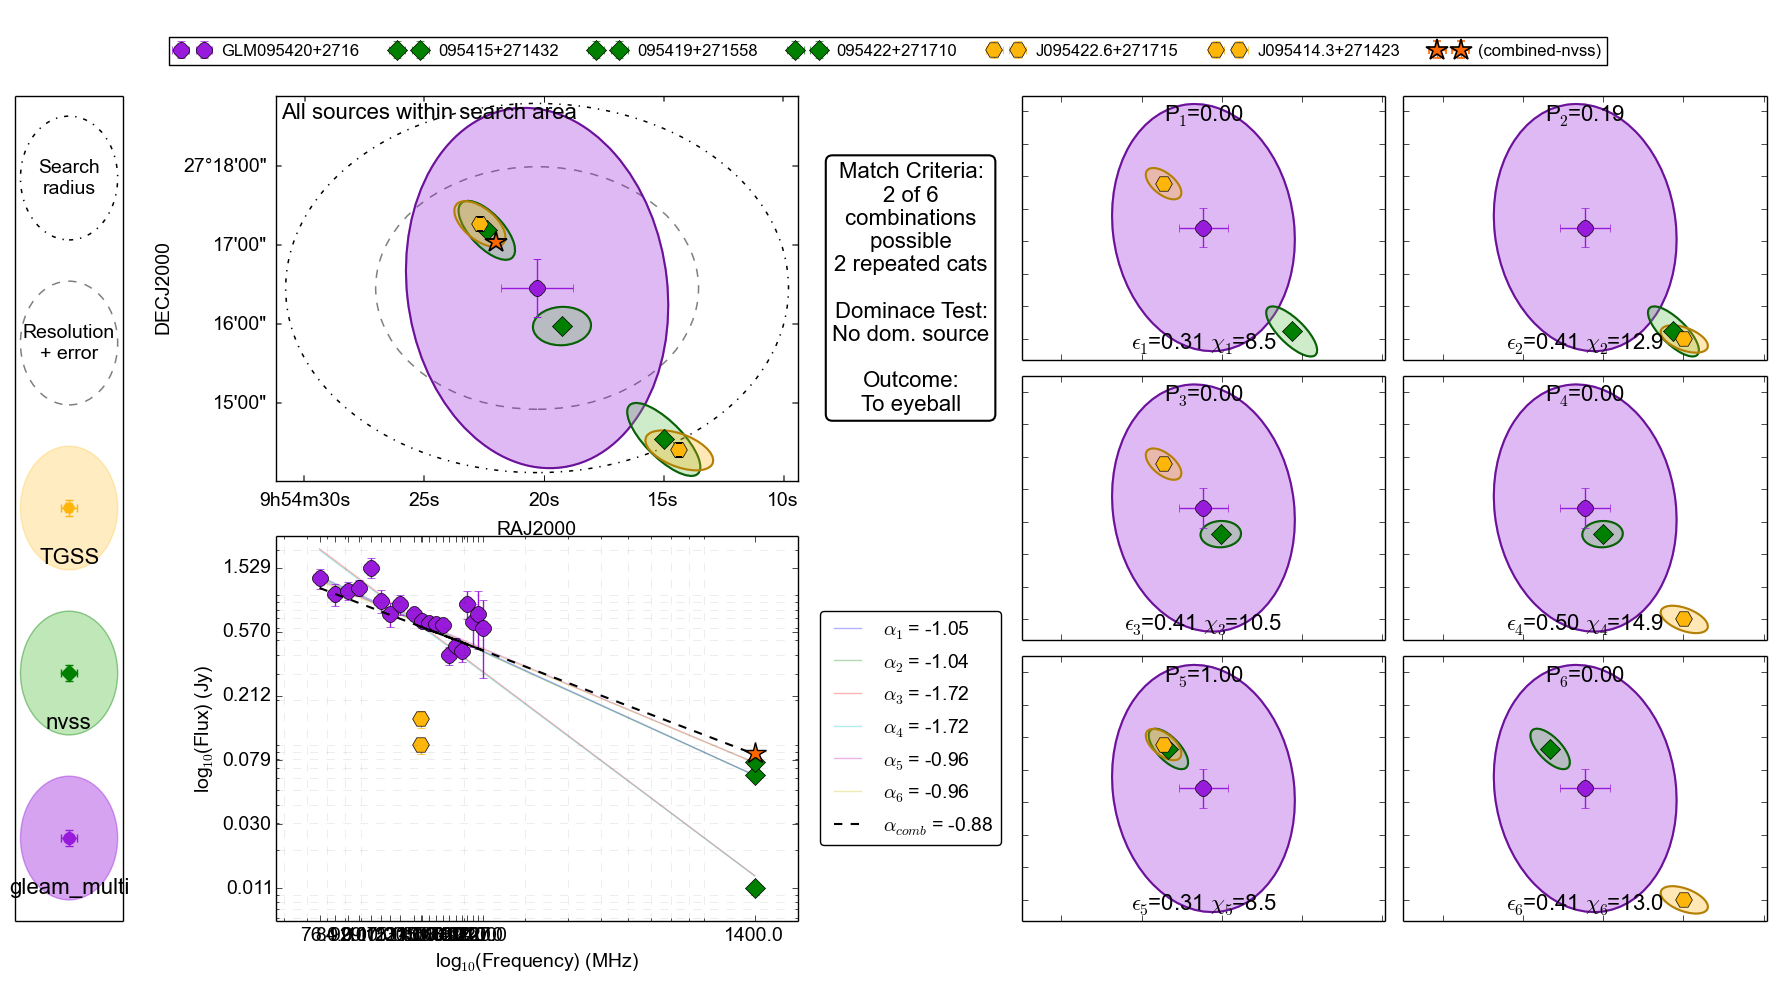 GLM095420+2716 095415+271432 095419+271558 095422+271710 J095422.6+271715 J095414.3+271423 (combined-nvss)
Search
radius
Resolution
+ error
TGSS
nvss
gleam_multi
All sources within search area
DECJ2000
27°18'00"
17'00"
16'00"
15'00"
9h54m30s 25s 20s 15s 10s
RAJ2000
Match Criteria:
2 of 6
combinations
possible
2 repeated cats
Dominace Test:
No dom. source
Outcome:
To eyeball
log₁₀(Flux) (Jy)
1.529
0.570
0.212
0.079
0.030
0.011
1400.0
log₁₀(Frequency) (MHz)
α₁ = -1.05
α₂ = -1.04
α₃ = -1.72
α₄ = -1.72
α₅ = -0.96
α₆ = -0.96
α_comb = -0.88
P₁=0.00
ϵ₁=0.31 χ₁=8.5
P₂=0.19
ϵ₂=0.41 χ₂=12.9
P₃=0.00
ϵ₃=0.41 χ₃=10.5
P₄=0.00
ϵ₄=0.50 χ₄=14.9
P₅=1.00
ϵ₅=0.31 χ₅=8.5
P₆=0.00
ϵ₆=0.41 χ₆=13.0